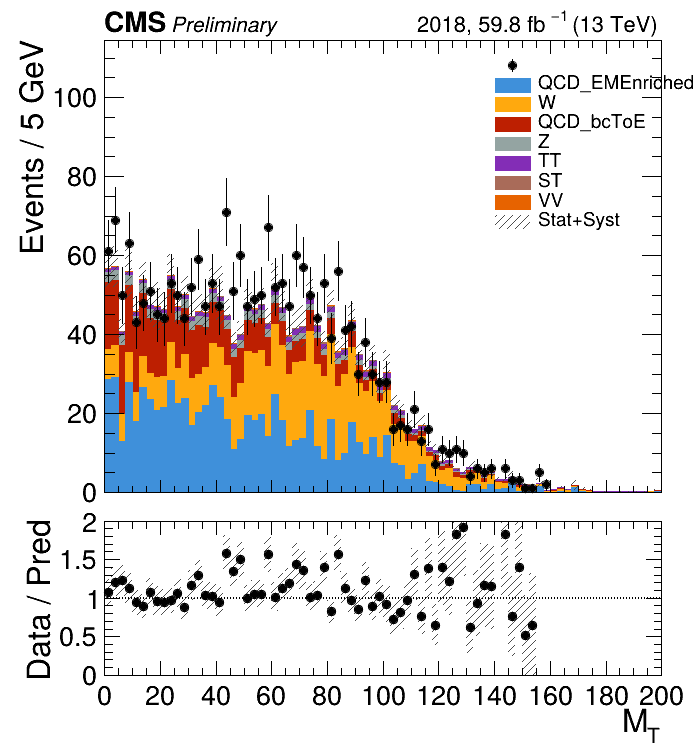 CMS Preliminary 2018, 59.8 fb⁻¹ (13 TeV)
Events / 5 GeV
100
80
60
40
20
0
QCD_EMEnriched
W
QCD_bcToE
Z
TT
ST
VV
Stat+Syst
Data / Pred
2
1.5
1
0.5
0
0 20 40 60 80 100 120 140 160 180 200
M_T